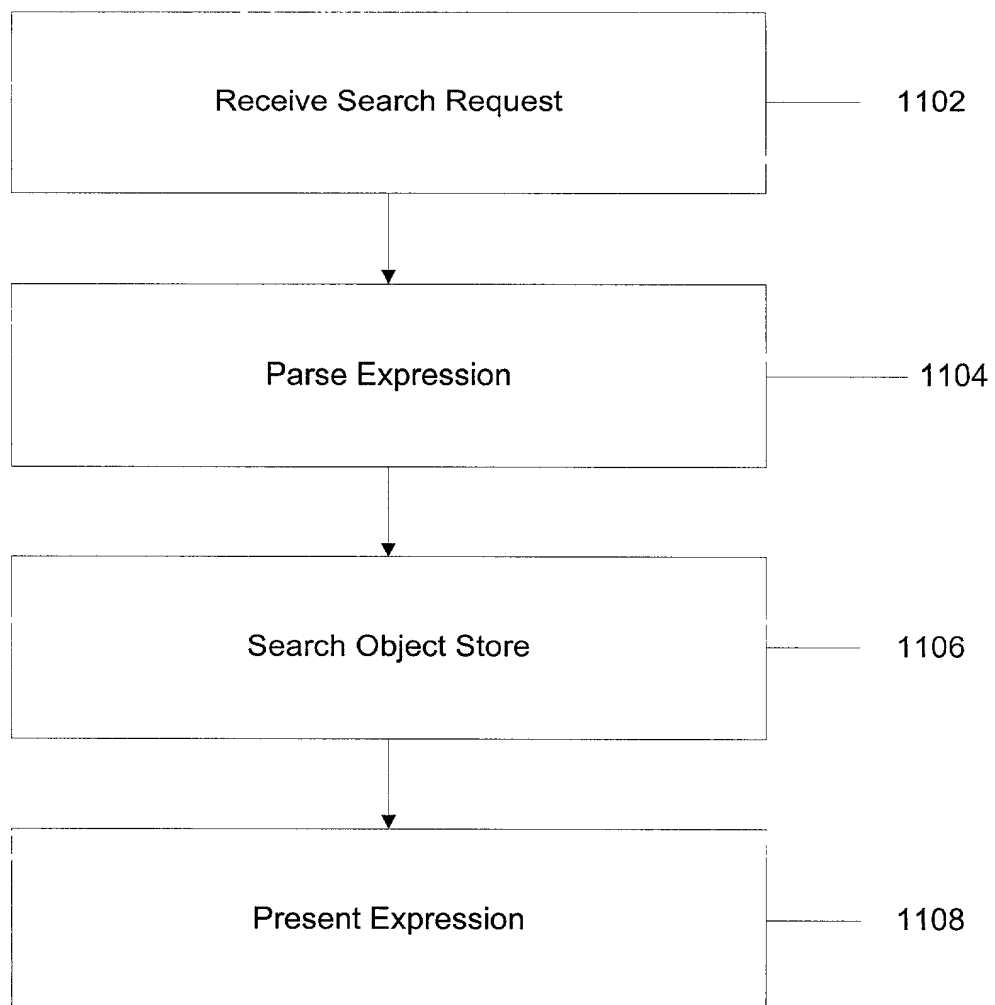 Receive Search Request
1102
Parse Expression
1104
Search Object Store
1106
Present Expression
1108